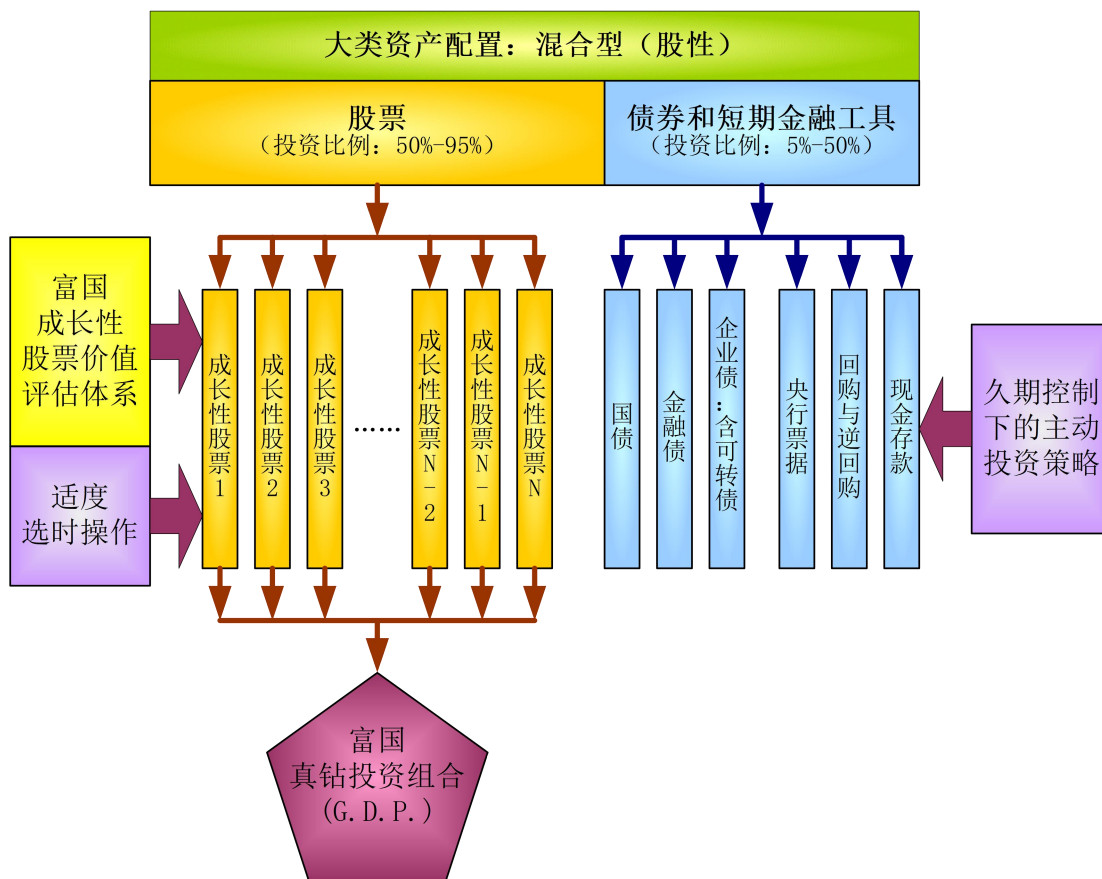 大类资产配置：混合型（股性）
股票
（投资比例：50%-95%）
债券和短期金融工具
（投资比例：5%-50%）
富国
成长性
股票价值
评估体系
适度
选时操作
成长性股票1
成长性股票2
成长性股票3
……
成长性股票N-2
成长性股票N-1
成长性股票N
国债
金融债
企业债：含可转债
央行票据
回购与逆回购
现金存款
久期控制
下的主动
投资策略
富国
真钻投资组合
(G.D.P.)